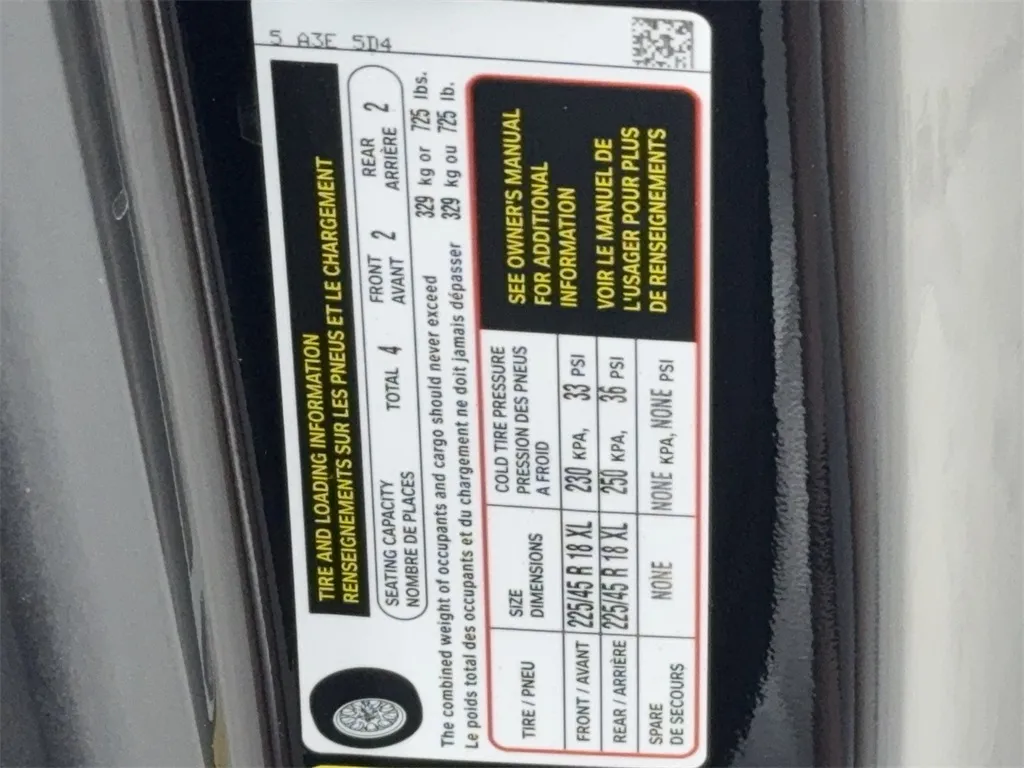 5 A3E 5D4
TIRE AND LOADING INFORMATION
RENSEIGNEMENTS SUR LES PNEUS ET LE CHARGEMENT
SEATING CAPACITY TOTAL 4 FRONT 2 REAR 2
NOMBRE DE PLACES AVANT ARRIÈRE
The combined weight of occupants and cargo should never exceed 329 kg or 725 lbs.
Le poids total des occupants et du chargement ne doit jamais dépasser 329 kg ou 725 lb.
TIRE / PNEU
SIZE
DIMENSIONS
COLD TIRE PRESSURE
PRESSION DES PNEUS
A FROID
FRONT / AVANT 225/45 R 18 XL 230 KPA, 33 PSI
REAR / ARRIÈRE 225/45 R 18 XL 250 KPA, 36 PSI
SPARE
DE SECOURS
NONE NONE KPA, NONE PSI
SEE OWNER'S MANUAL
FOR ADDITIONAL
INFORMATION
VOIR LE MANUEL DE
L'USAGER POUR PLUS
DE RENSEIGNEMENTS